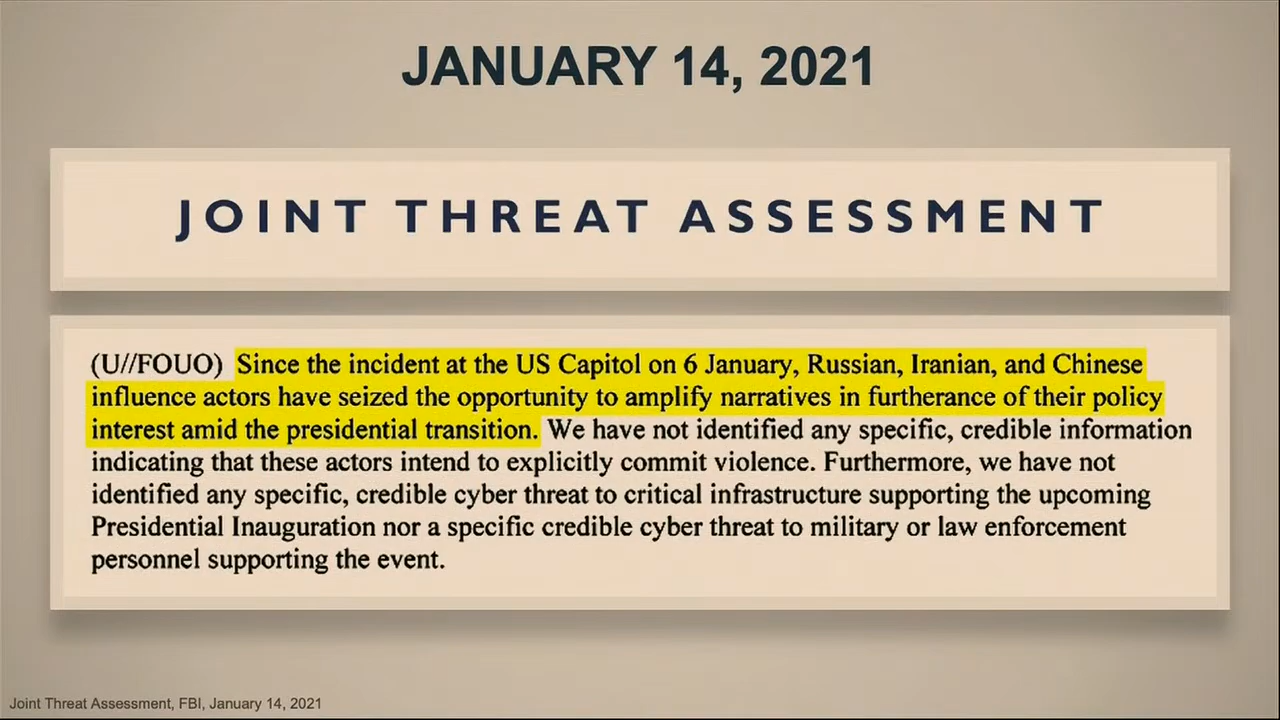 JANUARY 14, 2021
JOINT THREAT ASSESSMENT
(U//FOUO) Since the incident at the US Capitol on 6 January, Russian, Iranian, and Chinese
influence actors have seized the opportunity to amplify narratives in furtherance of their policy
interest amid the presidential transition. We have not identified any specific, credible information
indicating that these actors intend to explicitly commit violence. Furthermore, we have not
identified any specific, credible cyber threat to critical infrastructure supporting the upcoming
Presidential Inauguration nor a specific credible cyber threat to military or law enforcement
personnel supporting the event.
Joint Threat Assessment, FBI, January 14, 2021